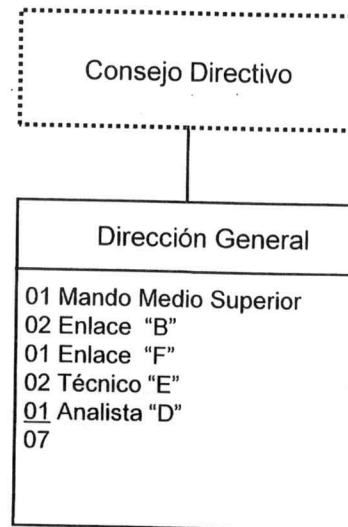 Consejo Directivo
Dirección General
01 Mando Medio Superior
02 Enlace “B”
01 Enlace “F”
02 Técnico “E”
01 Analista “D”
07